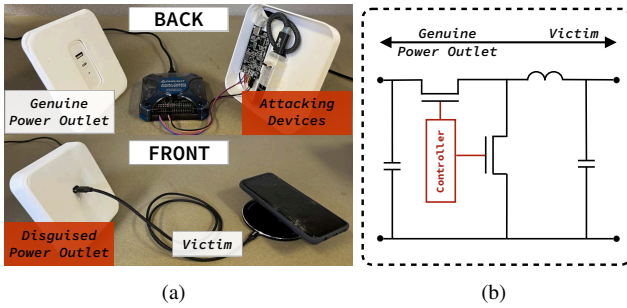 BACK
Genuine
Power Outlet
Attacking
Devices
FRONT
Disguised
Power Outlet
Victim
(a)
Genuine
Power Outlet
Victim
Controller
(b)